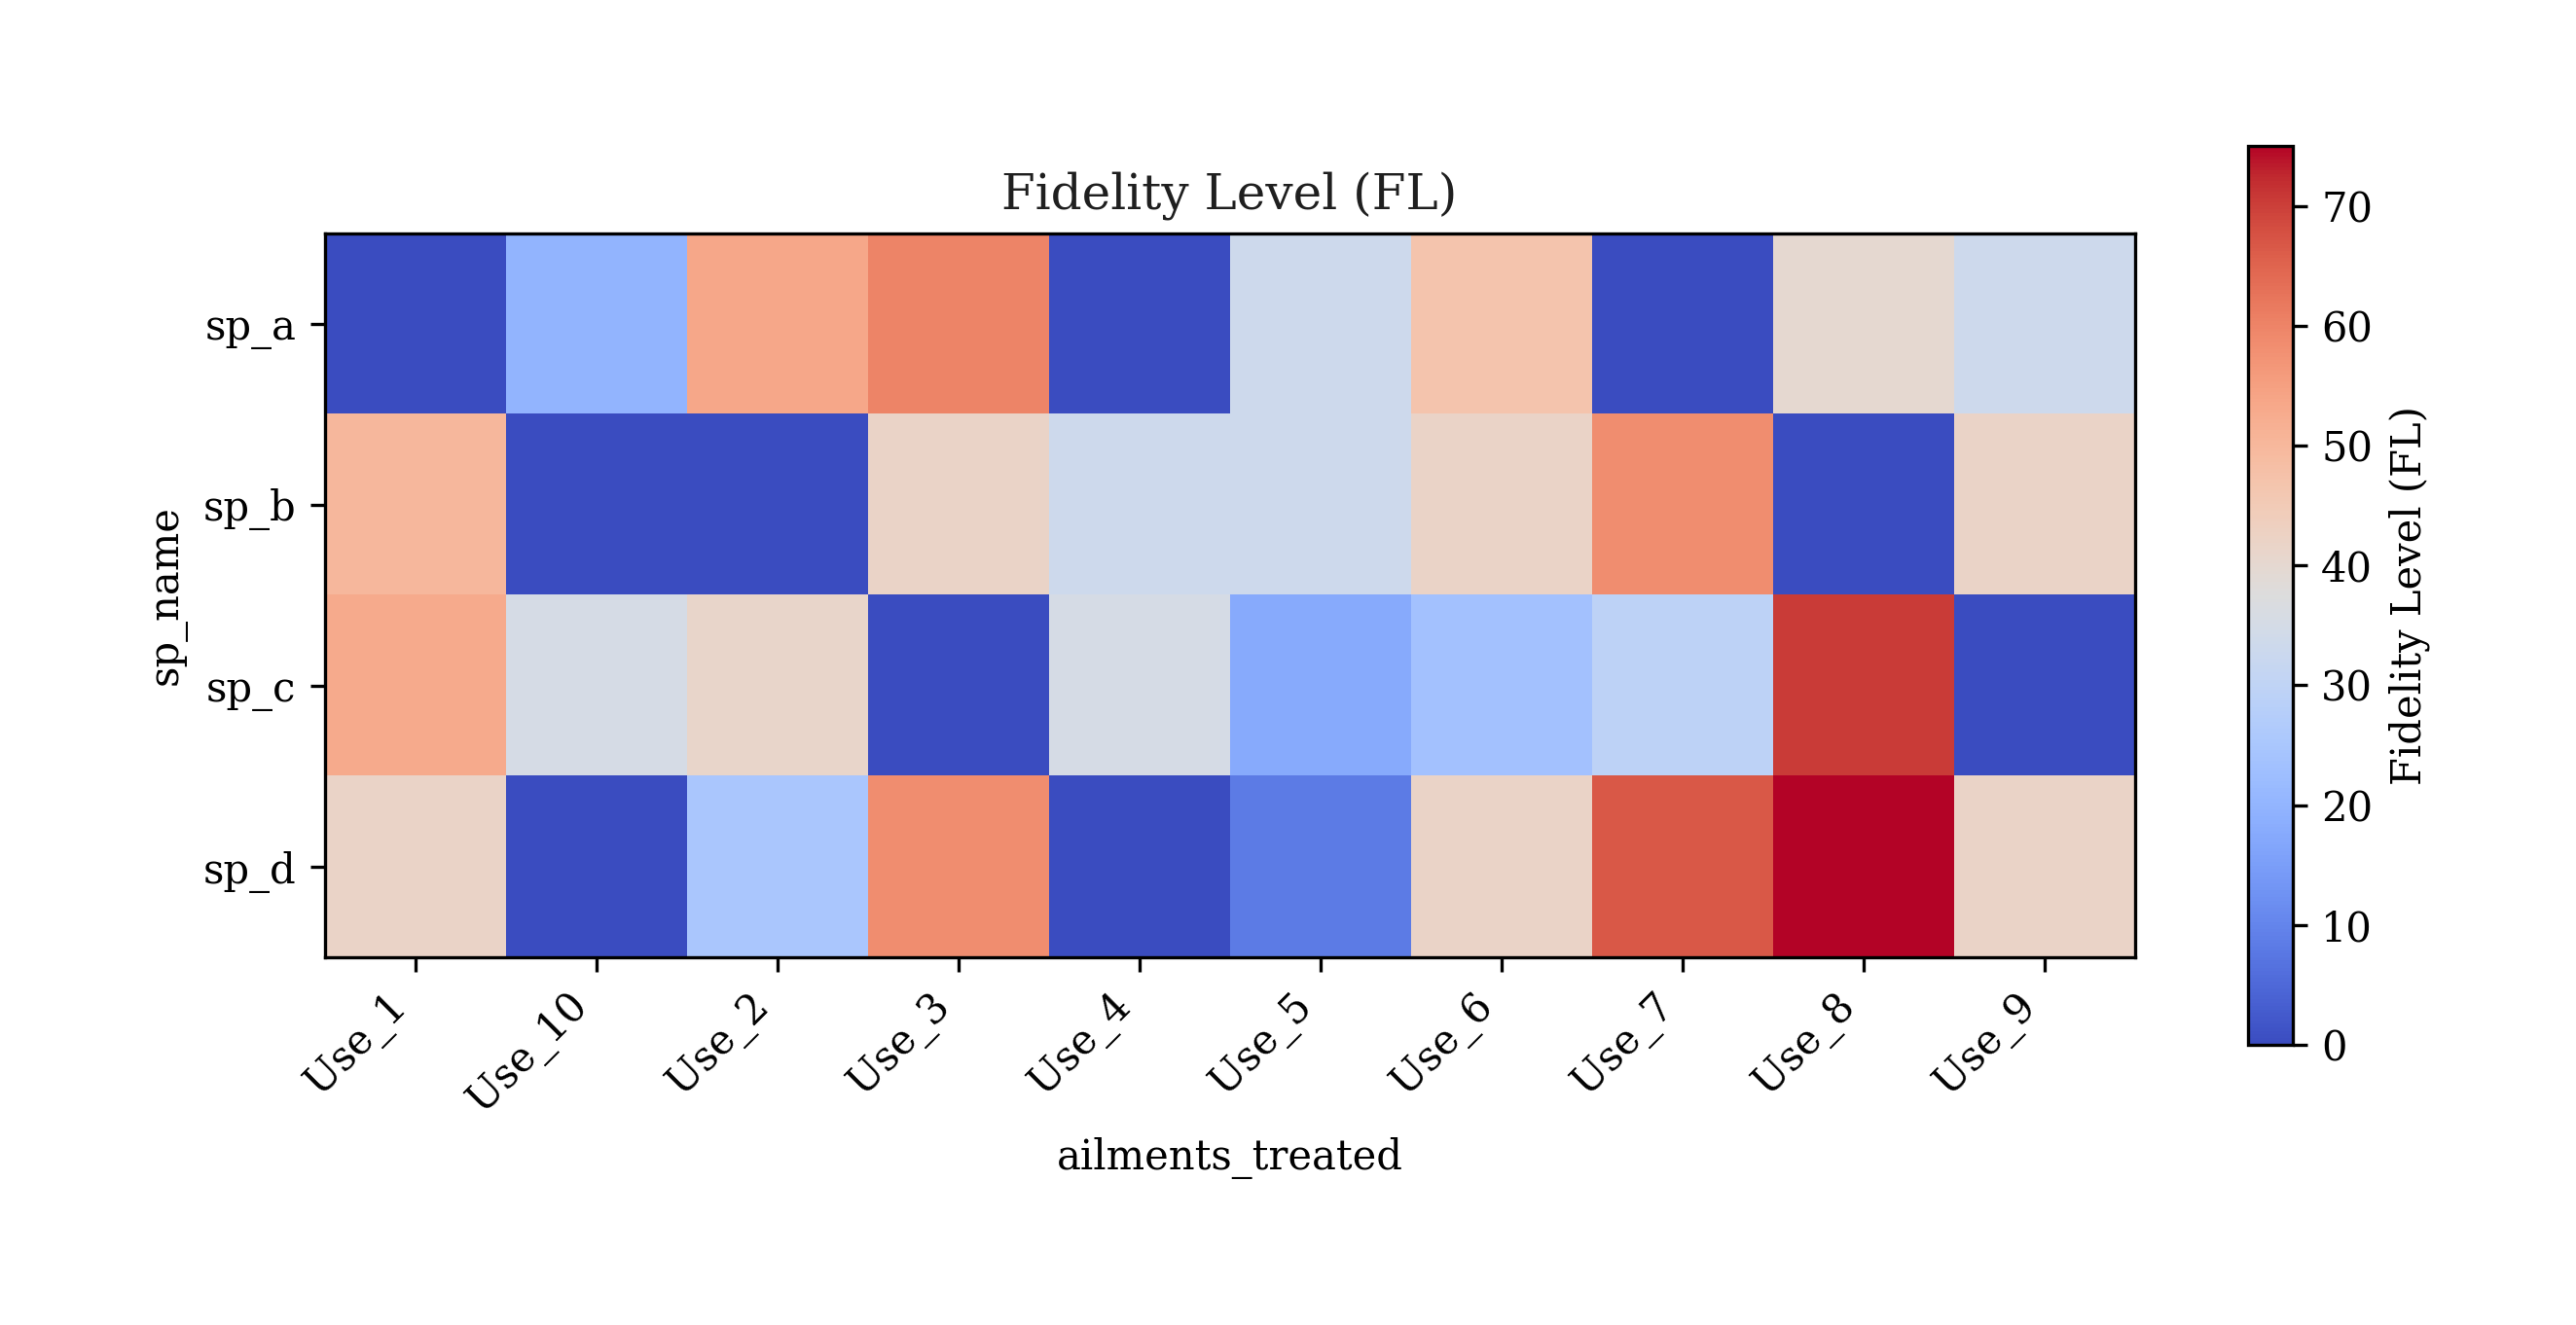 Fidelity Level (FL)
sp_name
sp_a
sp_b
sp_c
sp_d
Use_1
Use_10
Use_2
Use_3
Use_4
Use_5
Use_6
Use_7
Use_8
Use_9
ailments_treated
70
60
50
40
30
20
10
0
Fidelity Level (FL)